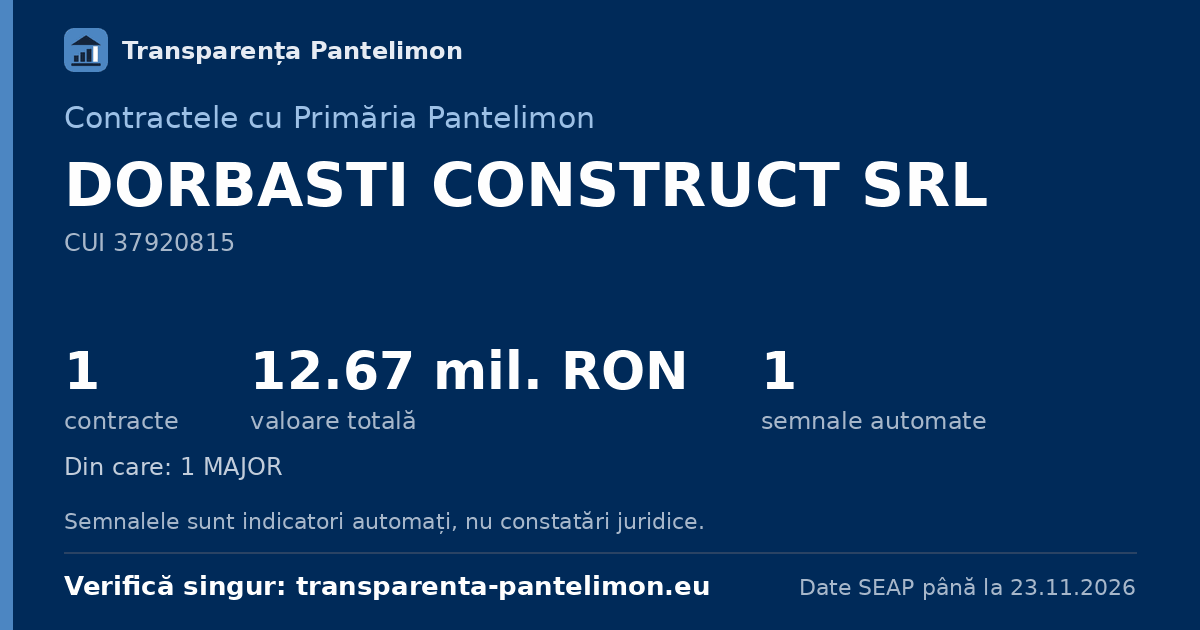 Transparența Pantelimon
Contractele cu Primăria Pantelimon
DORBASTI CONSTRUCT SRL
CUI 37920815
1 12.67 mil. RON 1
contracte valoare totală semnale automate
Din care: 1 MAJOR
Semnalele sunt indicatori automați, nu constatări juridice.
Verifică singur: transparenta-pantelimon.eu Date SEAP până la 23.11.2026